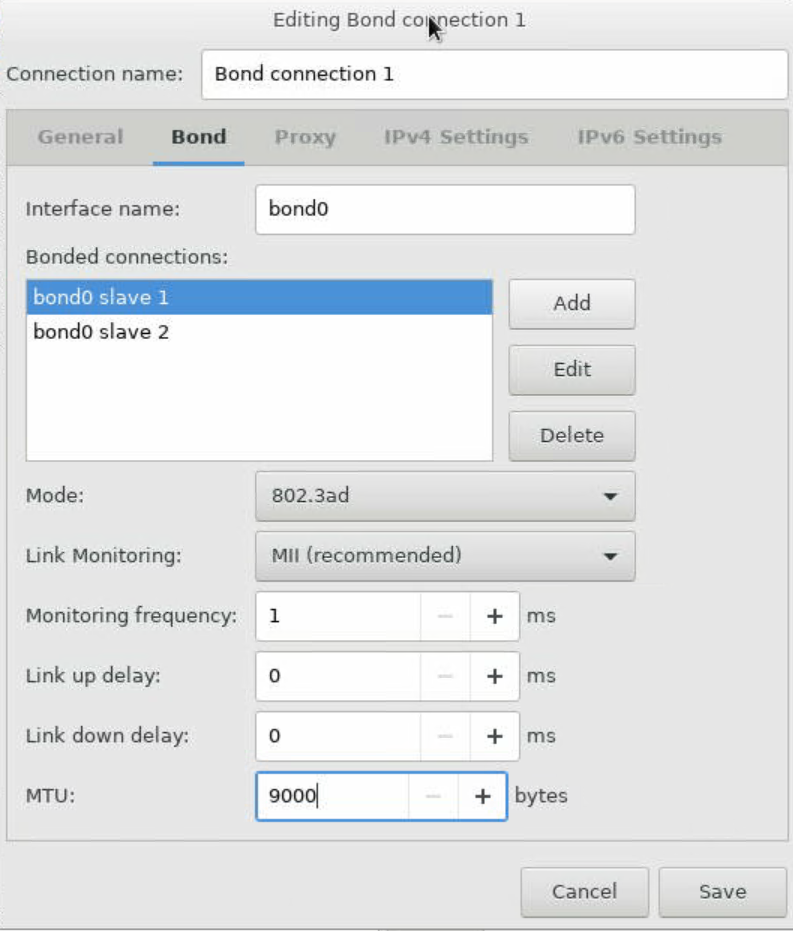 Editing Bond connection 1
Connection name: Bond connection 1
General Bond Proxy IPv4 Settings IPv6 Settings
Interface name: bond0
Bonded connections:
bond0 slave 1
bond0 slave 2
Add
Edit
Delete
Mode: 802.3ad
Link Monitoring: MII (recommended)
Monitoring frequency: 1 − + ms
Link up delay: 0 − + ms
Link down delay: 0 − + ms
MTU: 9000 − + bytes
Cancel Save